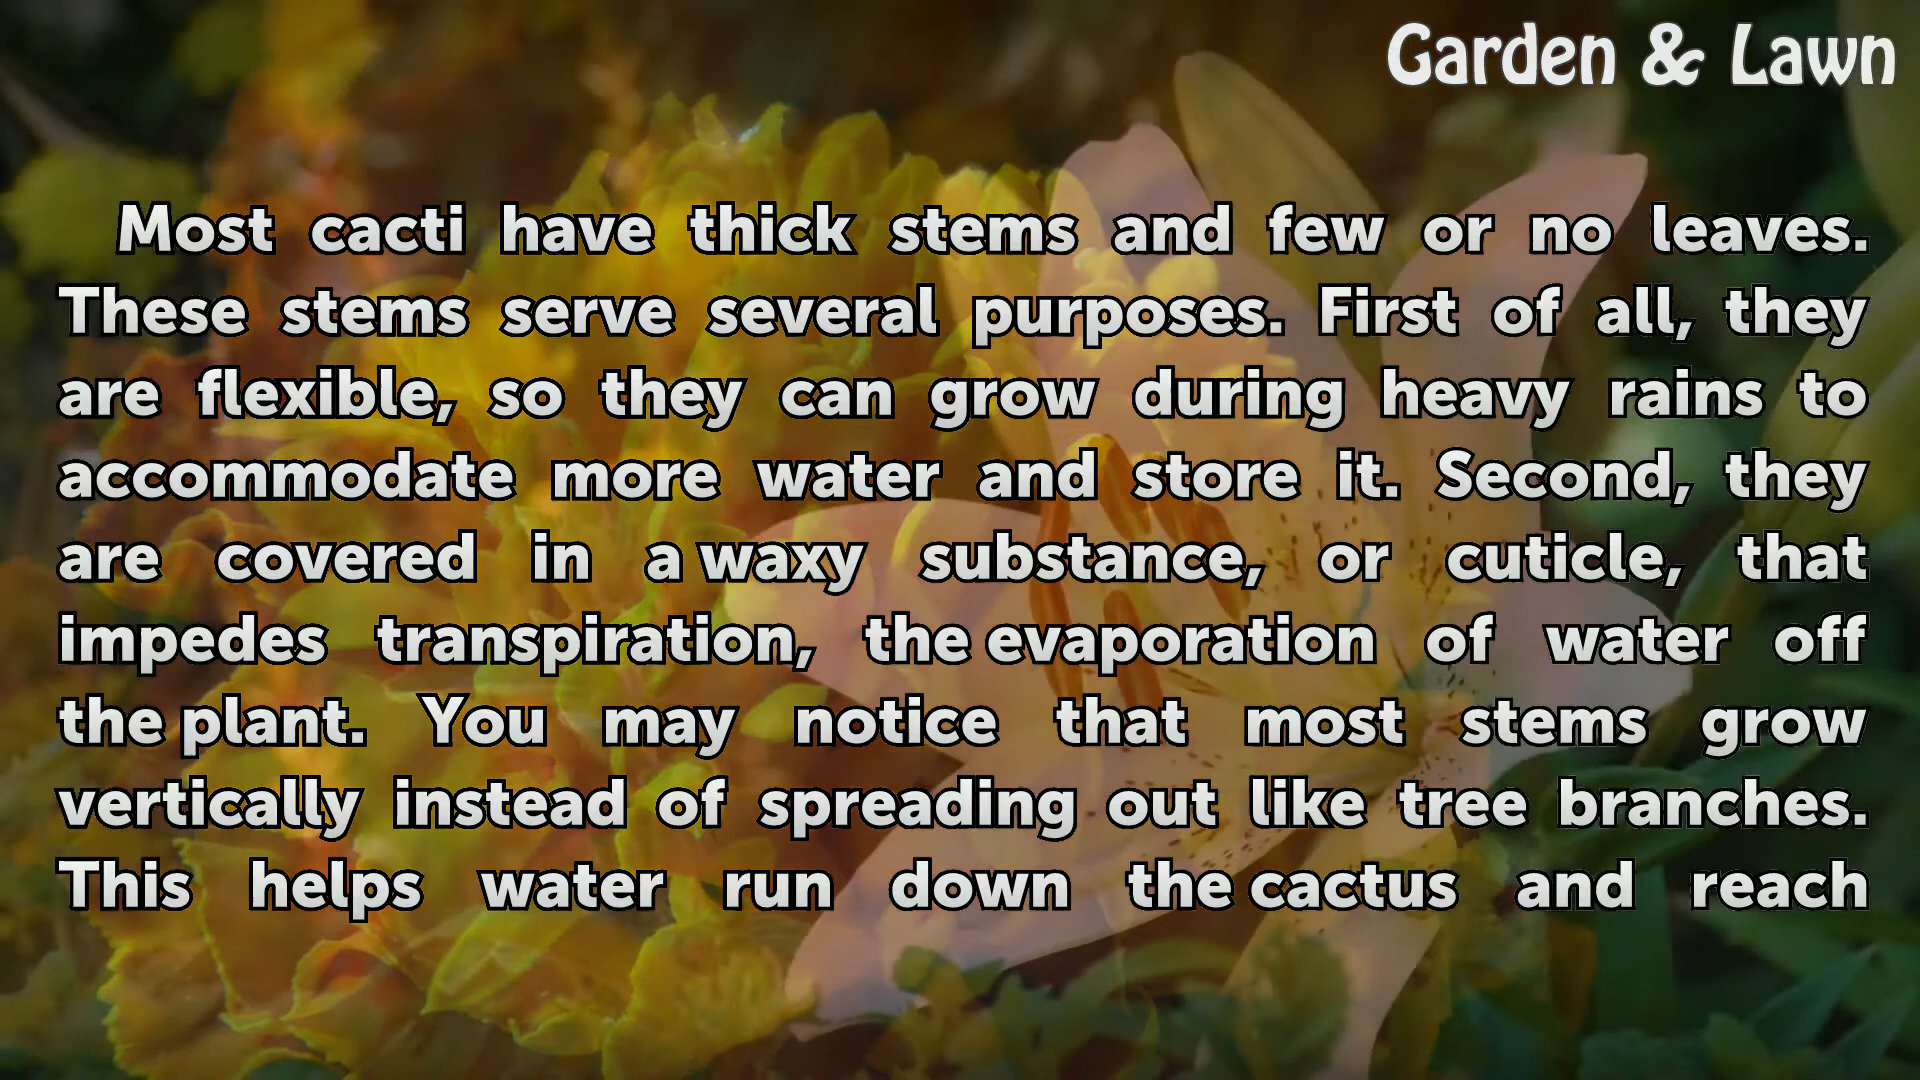 Garden & Lawn
Most cacti have thick stems and few or no leaves.
These stems serve several purposes. First of all, they
are flexible, so they can grow during heavy rains to
accommodate more water and store it. Second, they
are covered in a waxy substance, or cuticle, that
impedes transpiration, the evaporation of water off
the plant. You may notice that most stems grow
vertically instead of spreading out like tree branches.
This helps water run down the cactus and reach